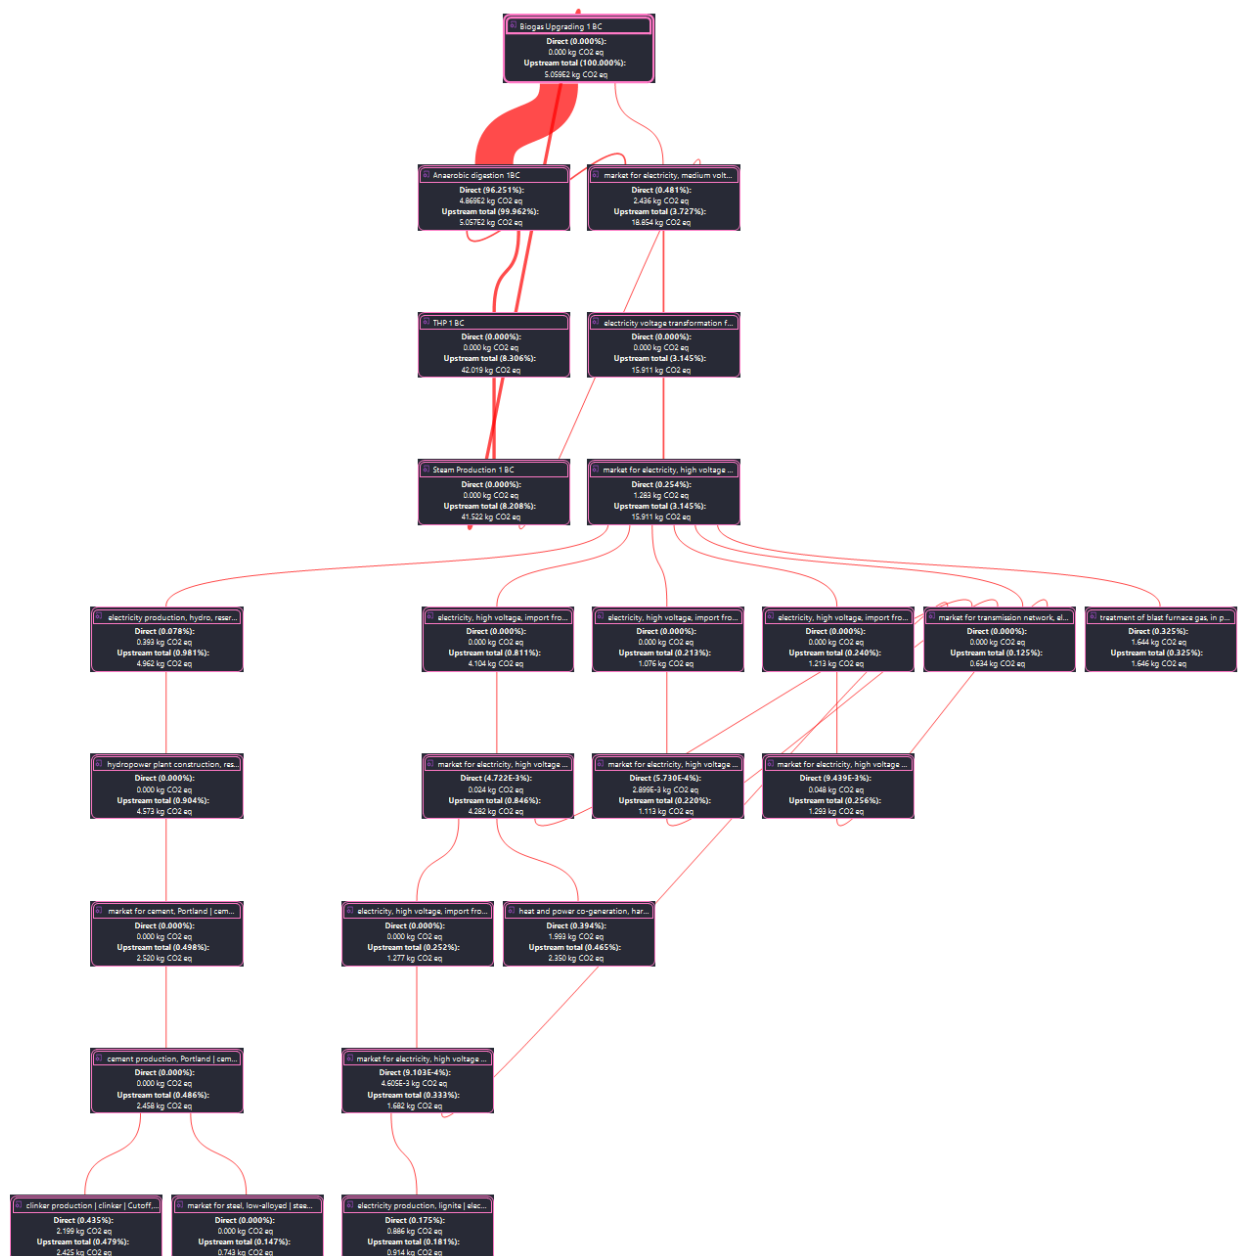 Biogas Upgrading 1 BC
Direct (0.000%):
0.000 kg CO2 eq
Upstream total (100.000%):
5.059E2 kg CO2 eq
Anaerobic digestion 1BC
Direct (96.251%):
4.869E2 kg CO2 eq
Upstream total (99.962%):
5.057E2 kg CO2 eq
market for electricity, medium volt...
Direct (0.481%):
2.436 kg CO2 eq
Upstream total (3.727%):
18.854 kg CO2 eq
THP 1 BC
Direct (0.000%):
0.000 kg CO2 eq
Upstream total (8.306%):
42.019 kg CO2 eq
electricity voltage transformation f...
Direct (0.000%):
0.000 kg CO2 eq
Upstream total (3.145%):
15.911 kg CO2 eq
Steam Production 1 BC
Direct (0.000%):
0.000 kg CO2 eq
Upstream total (8.208%):
41.522 kg CO2 eq
market for electricity, high voltage ...
Direct (0.254%):
1.283 kg CO2 eq
Upstream total (3.145%):
15.911 kg CO2 eq
electricity production, hydro, reser...
Direct (0.078%):
0.393 kg CO2 eq
Upstream total (0.981%):
4.962 kg CO2 eq
electricity, high voltage, import fro...
Direct (0.000%):
0.000 kg CO2 eq
Upstream total (0.811%):
4.104 kg CO2 eq
electricity, high voltage, import fro...
Direct (0.000%):
0.000 kg CO2 eq
Upstream total (0.213%):
1.076 kg CO2 eq
electricity, high voltage, import fro...
Direct (0.000%):
0.000 kg CO2 eq
Upstream total (0.240%):
1.213 kg CO2 eq
market for transmission network, el...
Direct (0.000%):
0.000 kg CO2 eq
Upstream total (0.125%):
0.634 kg CO2 eq
treatment of blast furnace gas, in p...
Direct (0.325%):
1.644 kg CO2 eq
Upstream total (0.325%):
1.646 kg CO2 eq
hydropower plant construction, res...
Direct (0.000%):
0.000 kg CO2 eq
Upstream total (0.904%):
4.573 kg CO2 eq
market for electricity, high voltage ...
Direct (4.722E-3%):
0.024 kg CO2 eq
Upstream total (0.846%):
4.282 kg CO2 eq
market for electricity, high voltage ...
Direct (5.730E-4%):
2.899E-3 kg CO2 eq
Upstream total (0.220%):
1.113 kg CO2 eq
market for electricity, high voltage ...
Direct (9.439E-3%):
0.048 kg CO2 eq
Upstream total (0.256%):
1.293 kg CO2 eq
market for cement, Portland | cem...
Direct (0.000%):
0.000 kg CO2 eq
Upstream total (0.498%):
2.520 kg CO2 eq
electricity, high voltage, import fro...
Direct (0.000%):
0.000 kg CO2 eq
Upstream total (0.252%):
1.277 kg CO2 eq
heat and power co-generation, har...
Direct (0.394%):
1.993 kg CO2 eq
Upstream total (0.465%):
2.350 kg CO2 eq
cement production, Portland | cem...
Direct (0.000%):
0.000 kg CO2 eq
Upstream total (0.486%):
2.458 kg CO2 eq
market for electricity, high voltage ...
Direct (9.103E-4%):
4.605E-3 kg CO2 eq
Upstream total (0.333%):
1.682 kg CO2 eq
clinker production | clinker | Cutoff,...
Direct (0.435%):
2.199 kg CO2 eq
Upstream total (0.479%):
2.425 kg CO2 eq
market for steel, low-alloyed | stee...
Direct (0.000%):
0.000 kg CO2 eq
Upstream total (0.147%):
0.743 kg CO2 eq
electricity production, lignite | elec...
Direct (0.175%):
0.886 kg CO2 eq
Upstream total (0.181%):
0.914 kg CO2 eq